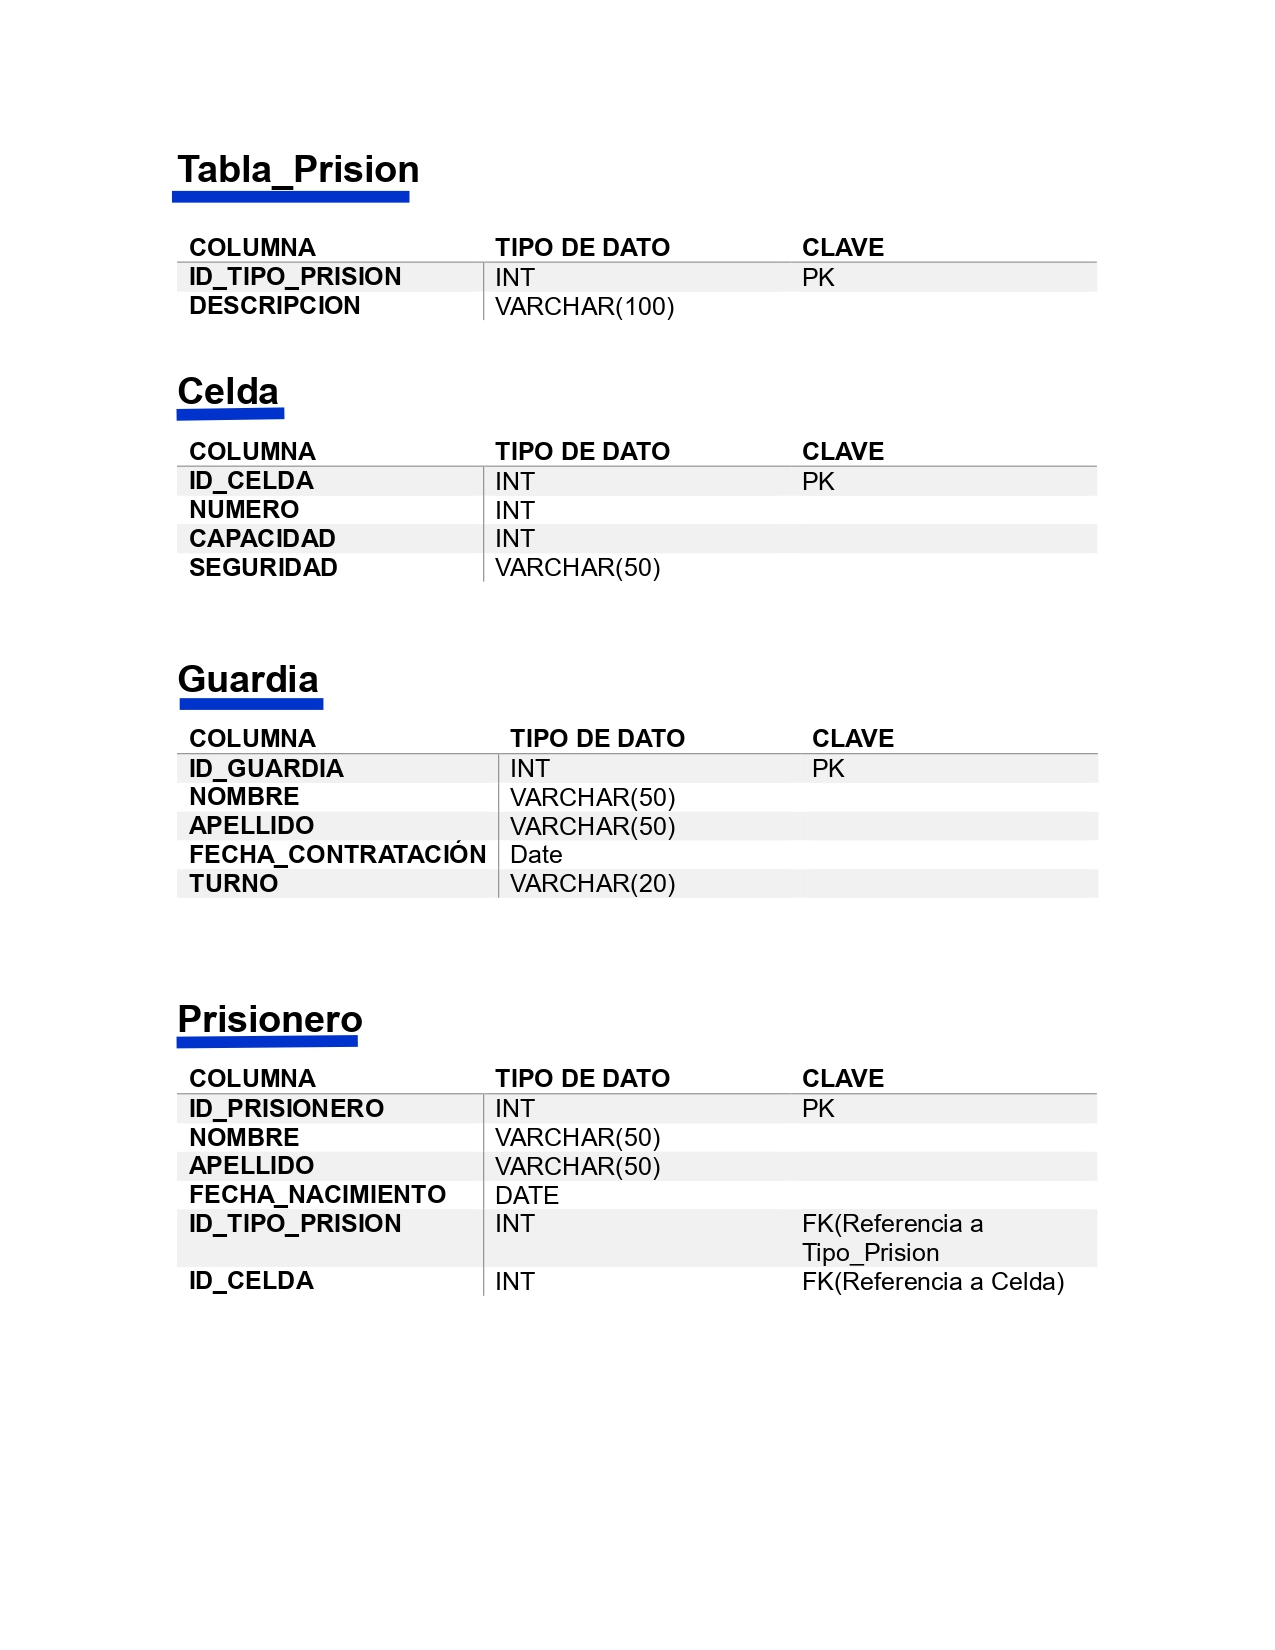 Tabla_Prision
COLUMNA TIPO DE DATO CLAVE
ID_TIPO_PRISION INT PK
DESCRIPCION VARCHAR(100)
Celda
COLUMNA TIPO DE DATO CLAVE
ID_CELDA INT PK
NUMERO INT
CAPACIDAD INT
SEGURIDAD VARCHAR(50)
Guardia
COLUMNA TIPO DE DATO CLAVE
ID_GUARDIA INT PK
NOMBRE VARCHAR(50)
APELLIDO VARCHAR(50)
FECHA_CONTRATACIÓN Date
TURNO VARCHAR(20)
Prisionero
COLUMNA TIPO DE DATO CLAVE
ID_PRISIONERO INT PK
NOMBRE VARCHAR(50)
APELLIDO VARCHAR(50)
FECHA_NACIMIENTO DATE
ID_TIPO_PRISION INT FK(Referencia a
Tipo_Prision
ID_CELDA INT FK(Referencia a Celda)